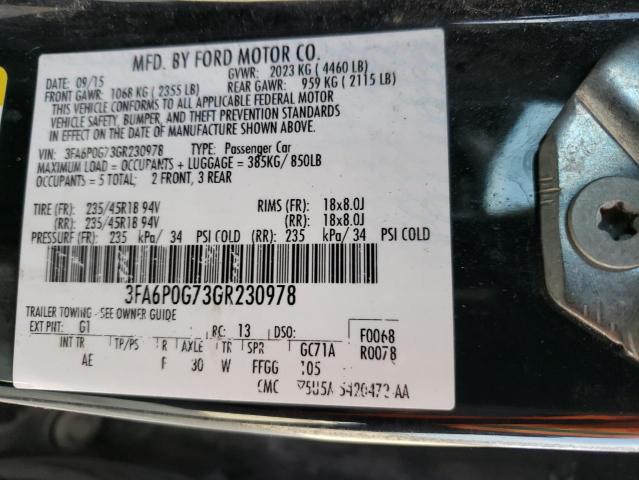 MFD. BY FORD MOTOR CO.
DATE: 09/15 GVWR: 2023 KG (4460 LB)
FRONT GAWR: 1068 KG (2355 LB) REAR GAWR: 959 KG (2115 LB)
THIS VEHICLE CONFORMS TO ALL APPLICABLE FEDERAL MOTOR
VEHICLE SAFETY, BUMPER, AND THEFT PREVENTION STANDARDS
IN EFFECT ON THE DATE OF MANUFACTURE SHOWN ABOVE.
VIN: 3FA6P0G73GR230978 TYPE: Passenger Car
MAXIMUM LOAD = OCCUPANTS + LUGGAGE = 385KG/850LB
OCCUPANTS = 5 TOTAL; 2 FRONT, 3 REAR
TIRE (FR): 235/45R18 94V RIMS (FR): 18x8.0J
(RR): 235/45R18 94V (RR): 18x8.0J
PRESSURF (FR): 235 kPa/ 34 PSI COLD (RR): 235 kPa/ 34 PSI COLD
3FA6P0G73GR230978
TRAILER TOWING - SEE OWNER GUIDE
EXT PNT: G1 RC: 13 DSO: F0068
R0078
INT TR TP/PS R AXLE TR SPR GC71A
AE F 30 W FFGG
CMC